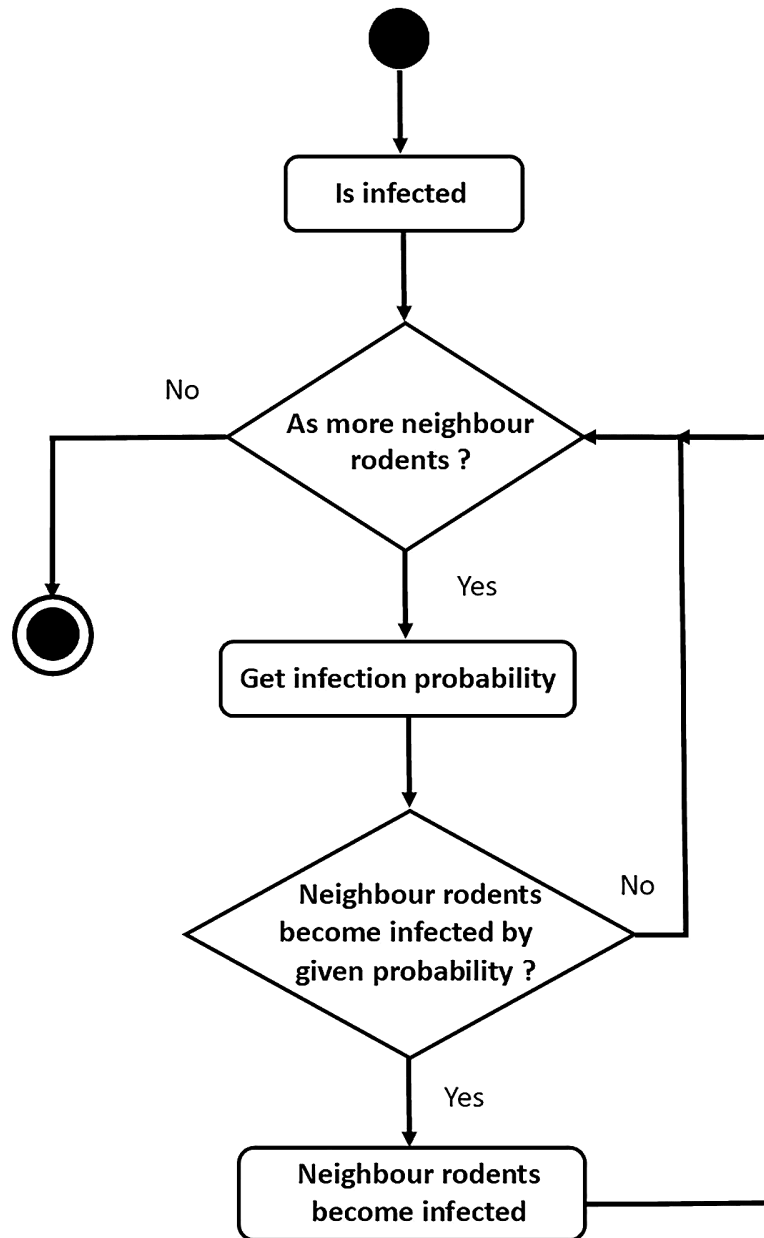 Is infected
No
As more neighbour
rodents ?
Yes
Get infection probability
No
Neighbour rodents
become infected by
given probability ?
Yes
Neighbour rodents
become infected